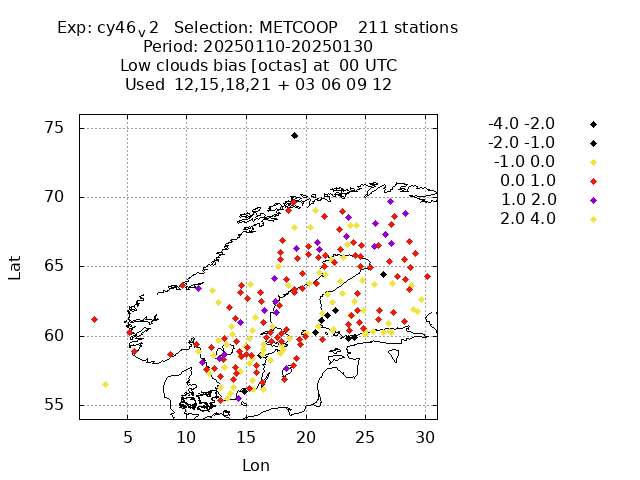 Exp: cy46v2 Selection: METCOOP 211 stations
Period: 20250110-20250130
Low clouds bias [octas] at 00 UTC
Used 12,15,18,21 + 03 06 09 12
-4.0 -2.0
-2.0 -1.0
-1.0 0.0
0.0 1.0
1.0 2.0
2.0 4.0
75
70
65
60
55
Lat
5 10 15 20 25 30
Lon